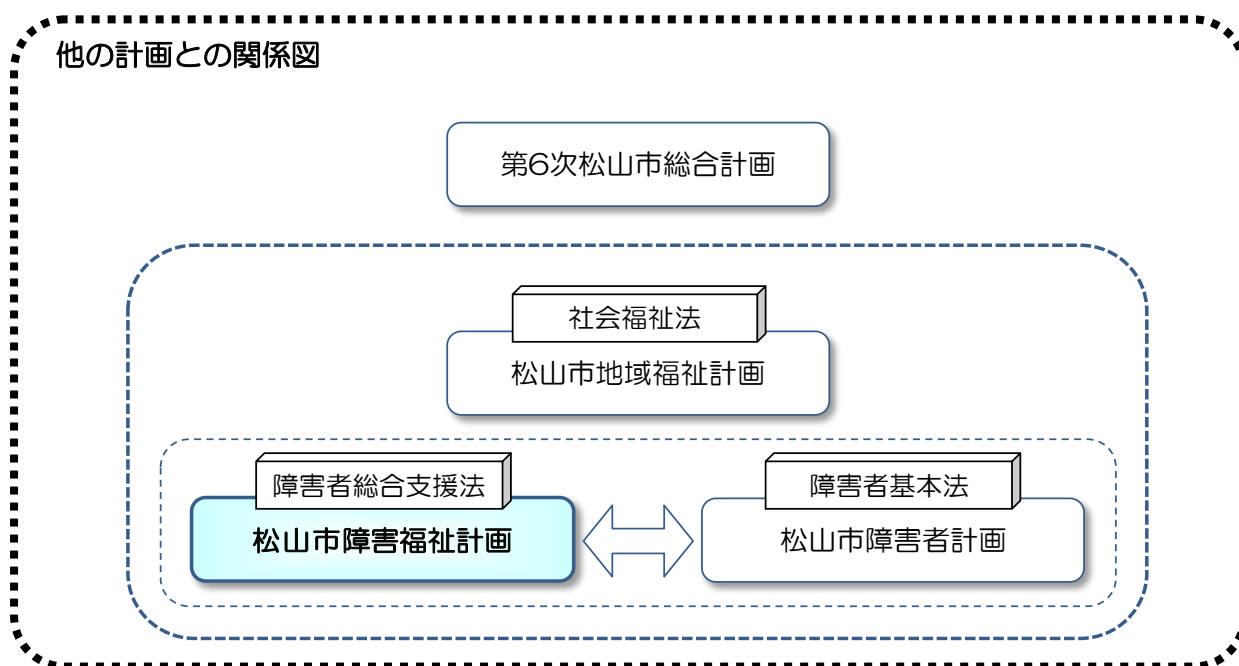 他の計画との関係図
第6次松山市総合計画
社会福祉法
松山市地域福祉計画
障害者総合支援法
障害者基本法
松山市障害福祉計画
松山市障害者計画